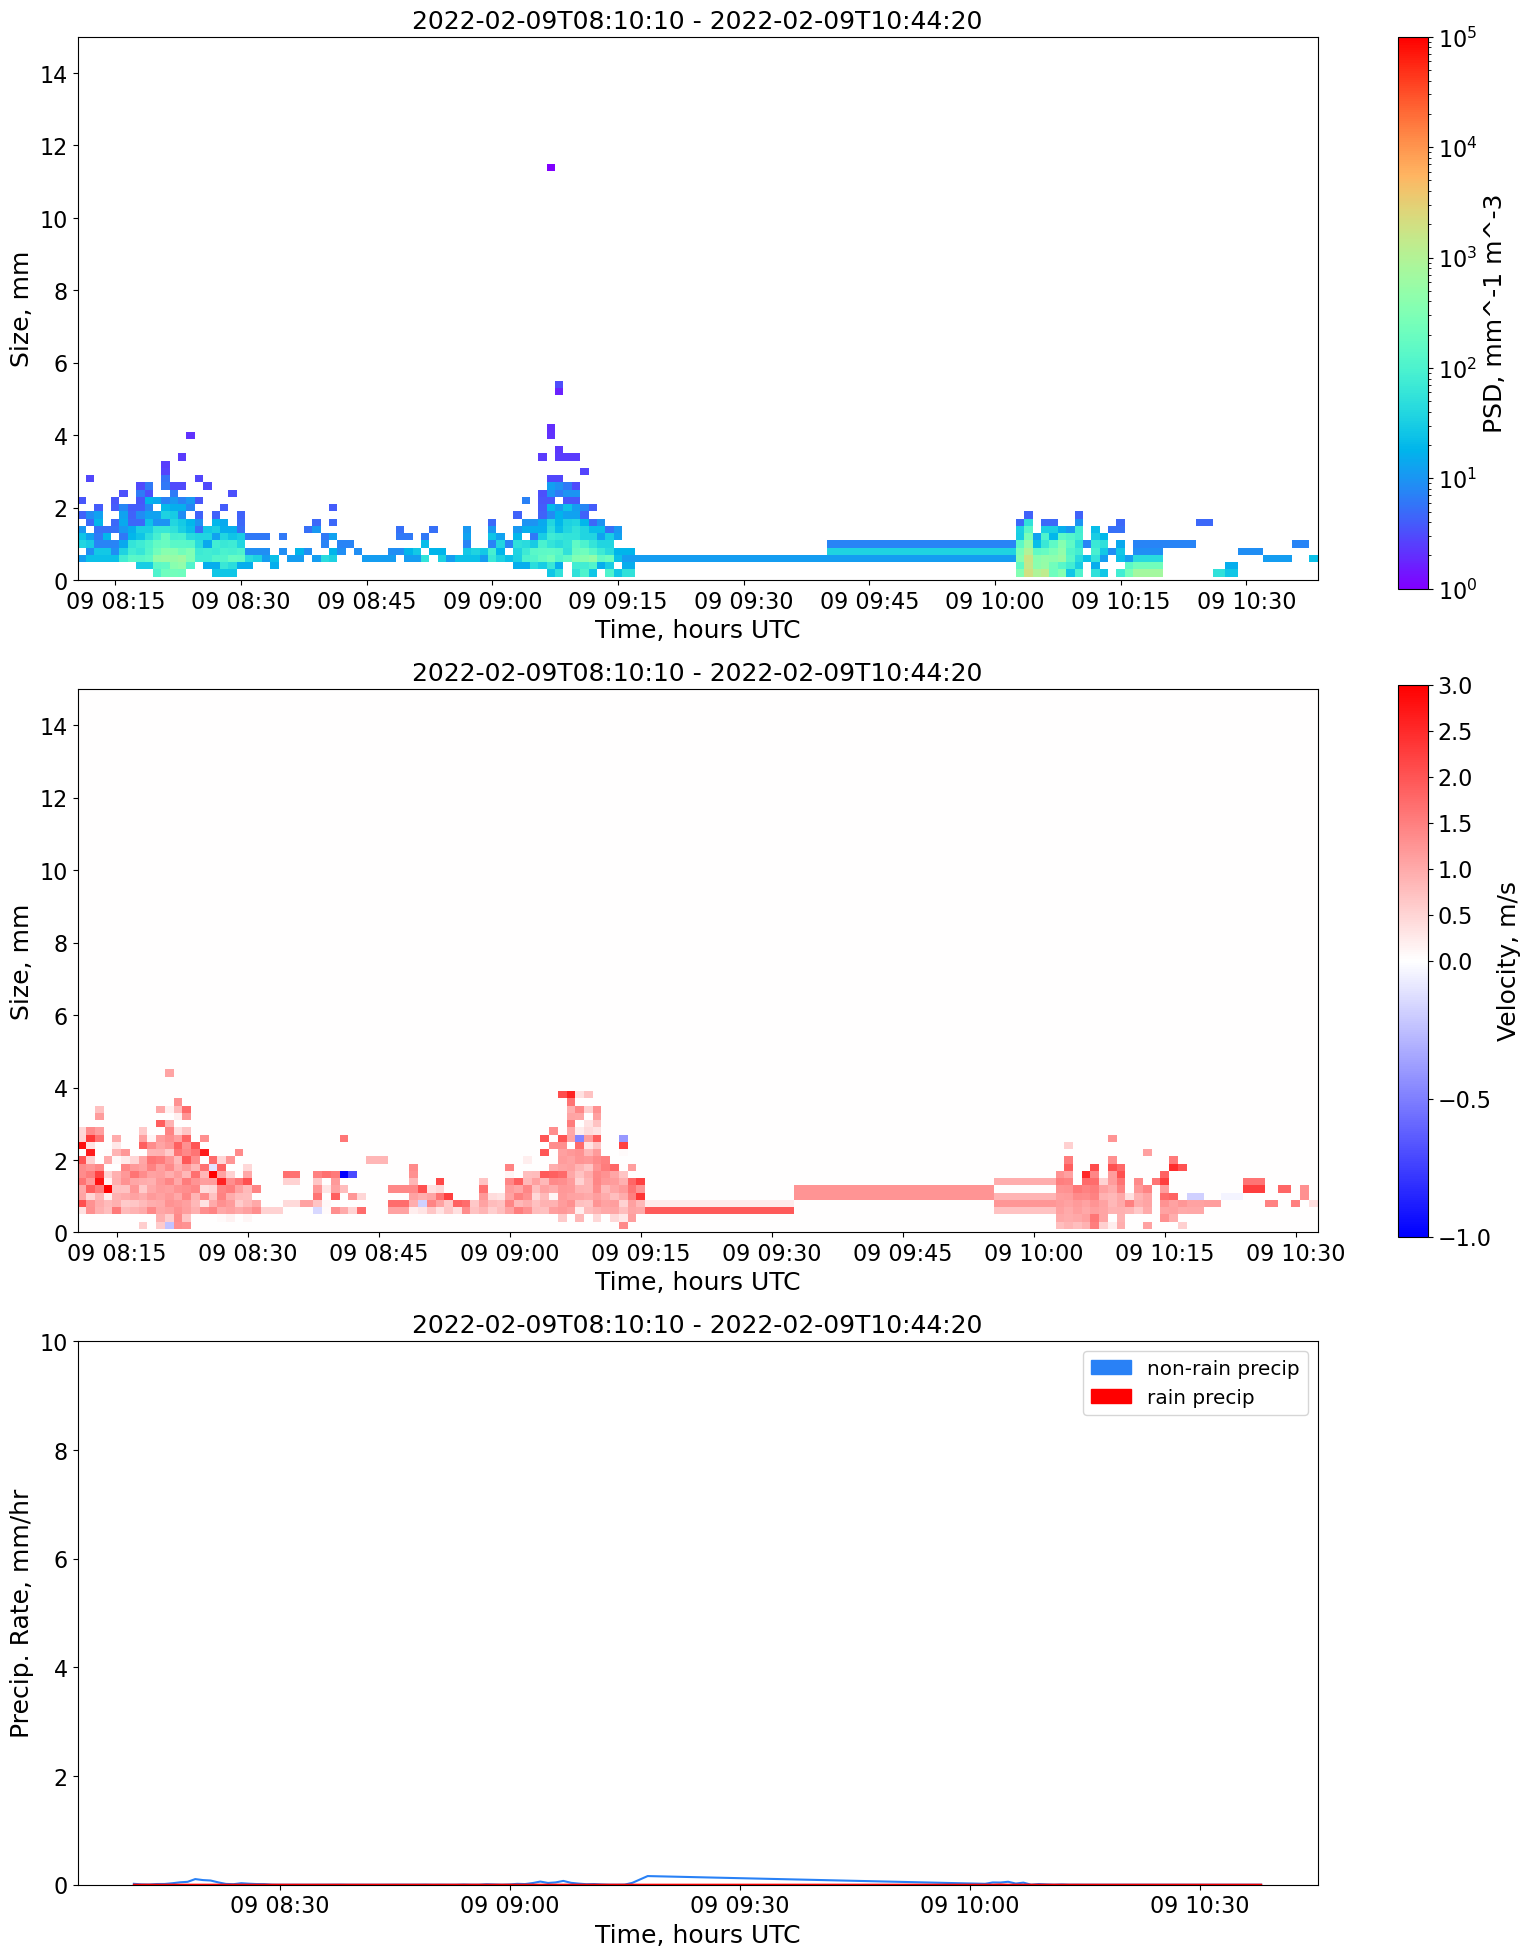 2022-02-09T08:10:10 - 2022-02-09T10:44:20
14
12
10
8
6
4
2
0
Size, mm
09 08:15 09 08:30 09 08:45 09 09:00 09 09:15 09 09:30 09 09:45 09 10:00 09 10:15 09 10:30
Time, hours UTC
10^5
10^4
10^3
10^2
10^1
10^0
PSD, mm^-1 m^-3
2022-02-09T08:10:10 - 2022-02-09T10:44:20
14
12
10
8
6
4
2
0
Size, mm
09 08:15 09 08:30 09 08:45 09 09:00 09 09:15 09 09:30 09 09:45 09 10:00 09 10:15 09 10:30
Time, hours UTC
3.0
2.5
2.0
1.5
1.0
0.5
0.0
−0.5
−1.0
Velocity, m/s
2022-02-09T08:10:10 - 2022-02-09T10:44:20
10
8
6
4
2
0
Precip. Rate, mm/hr
non-rain precip
rain precip
09 08:30 09 09:00 09 09:30 09 10:00 09 10:30
Time, hours UTC